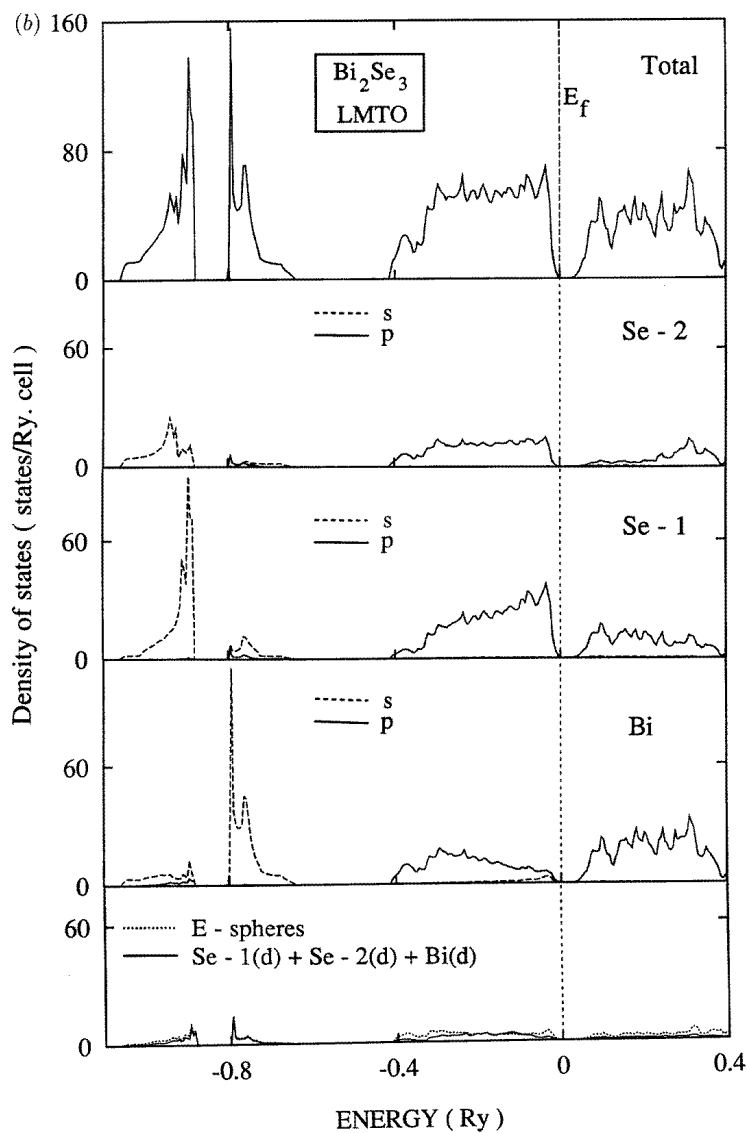 (b)
160
Bi2Se3
LMTO
Total
Ef
80
0
s
p
Se - 2
60
0
s
p
Se - 1
60
0
s
p
Bi
60
0
E - spheres
Se - 1(d) + Se - 2(d) + Bi(d)
60
0
-0.8
-0.4
0
0.4
ENERGY ( Ry )
Density of states ( states/Ry. cell )